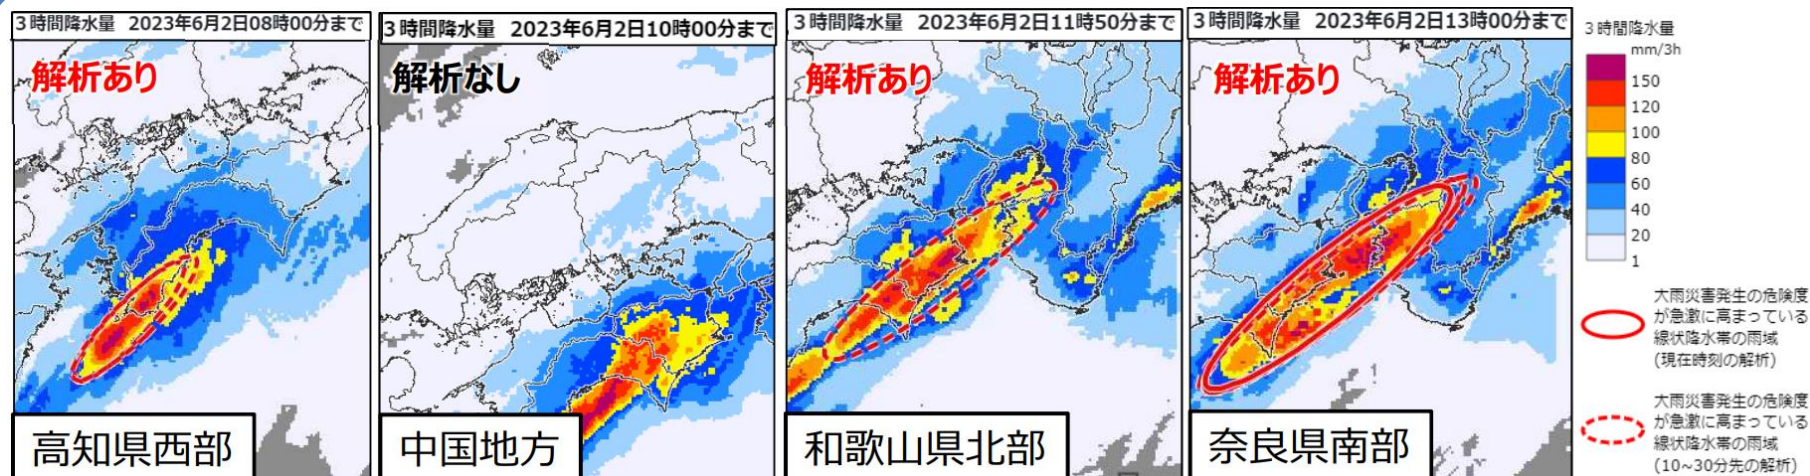 3時間降水量 2023年6月2日08時00分まで
解析あり
高知県西部
3時間降水量 2023年6月2日10時00分まで
解析なし
中国地方
3時間降水量 2023年6月2日11時50分まで
解析あり
和歌山県北部
3時間降水量 2023年6月2日13時00分まで
解析あり
奈良県南部
3時間降水量
mm/3h
150
120
100
80
60
40
20
1
大雨災害発生の危険度
が急激に高まっている
線状降水帯の雨域
(現在時刻の解析)
大雨災害発生の危険度
が急激に高まっている
線状降水帯の雨域
(10~30分先の解析)